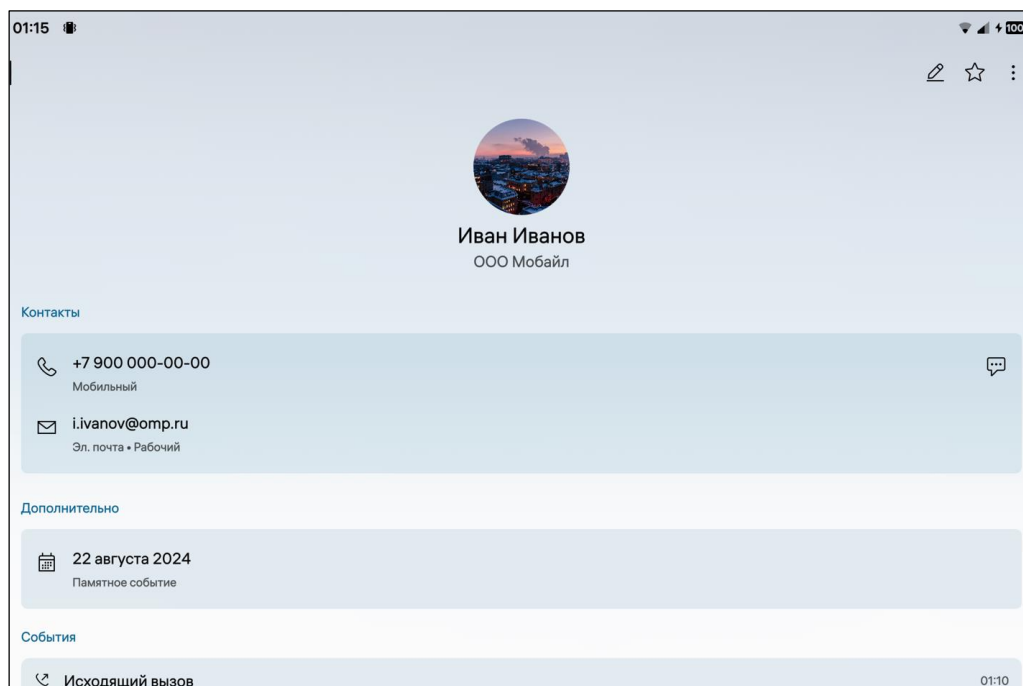 01:15
100
Иван Иванов
ООО Мобайл
Контакты
+7 900 000-00-00
Мобильный
i.ivanov@omp.ru
Эл. почта • Рабочий
Дополнительно
22 августа 2024
Памятное событие
События
Исходящий вызов
01:10